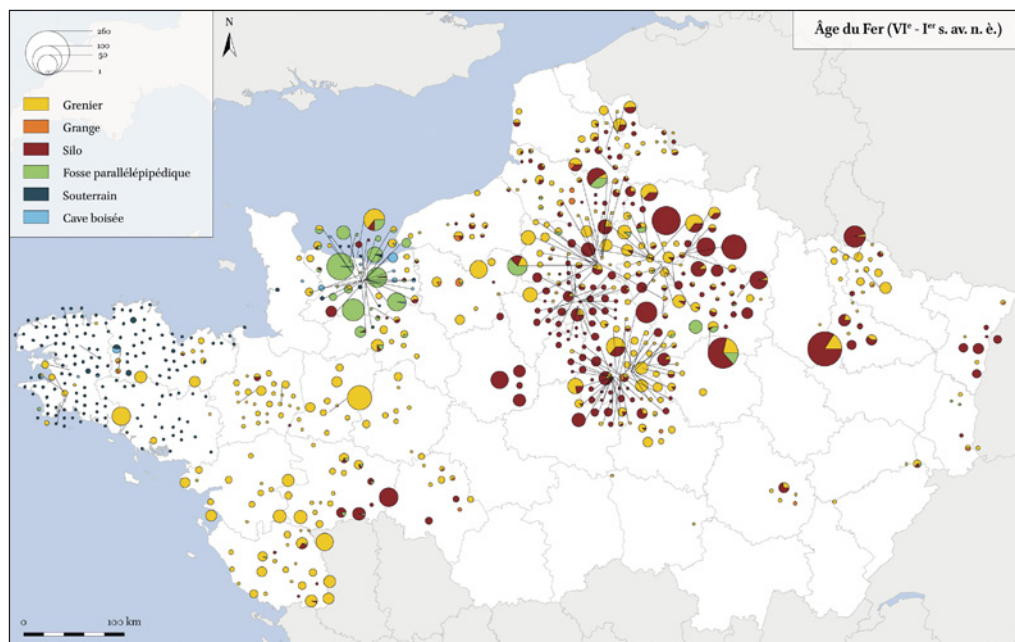 N
Âge du Fer (VIᵉ - Iᵉʳ s. av. n. è.)
260
100
50
1
Grenier
Grange
Silo
Fosse parallélépipédique
Souterrain
Cave boisée
0 100 km